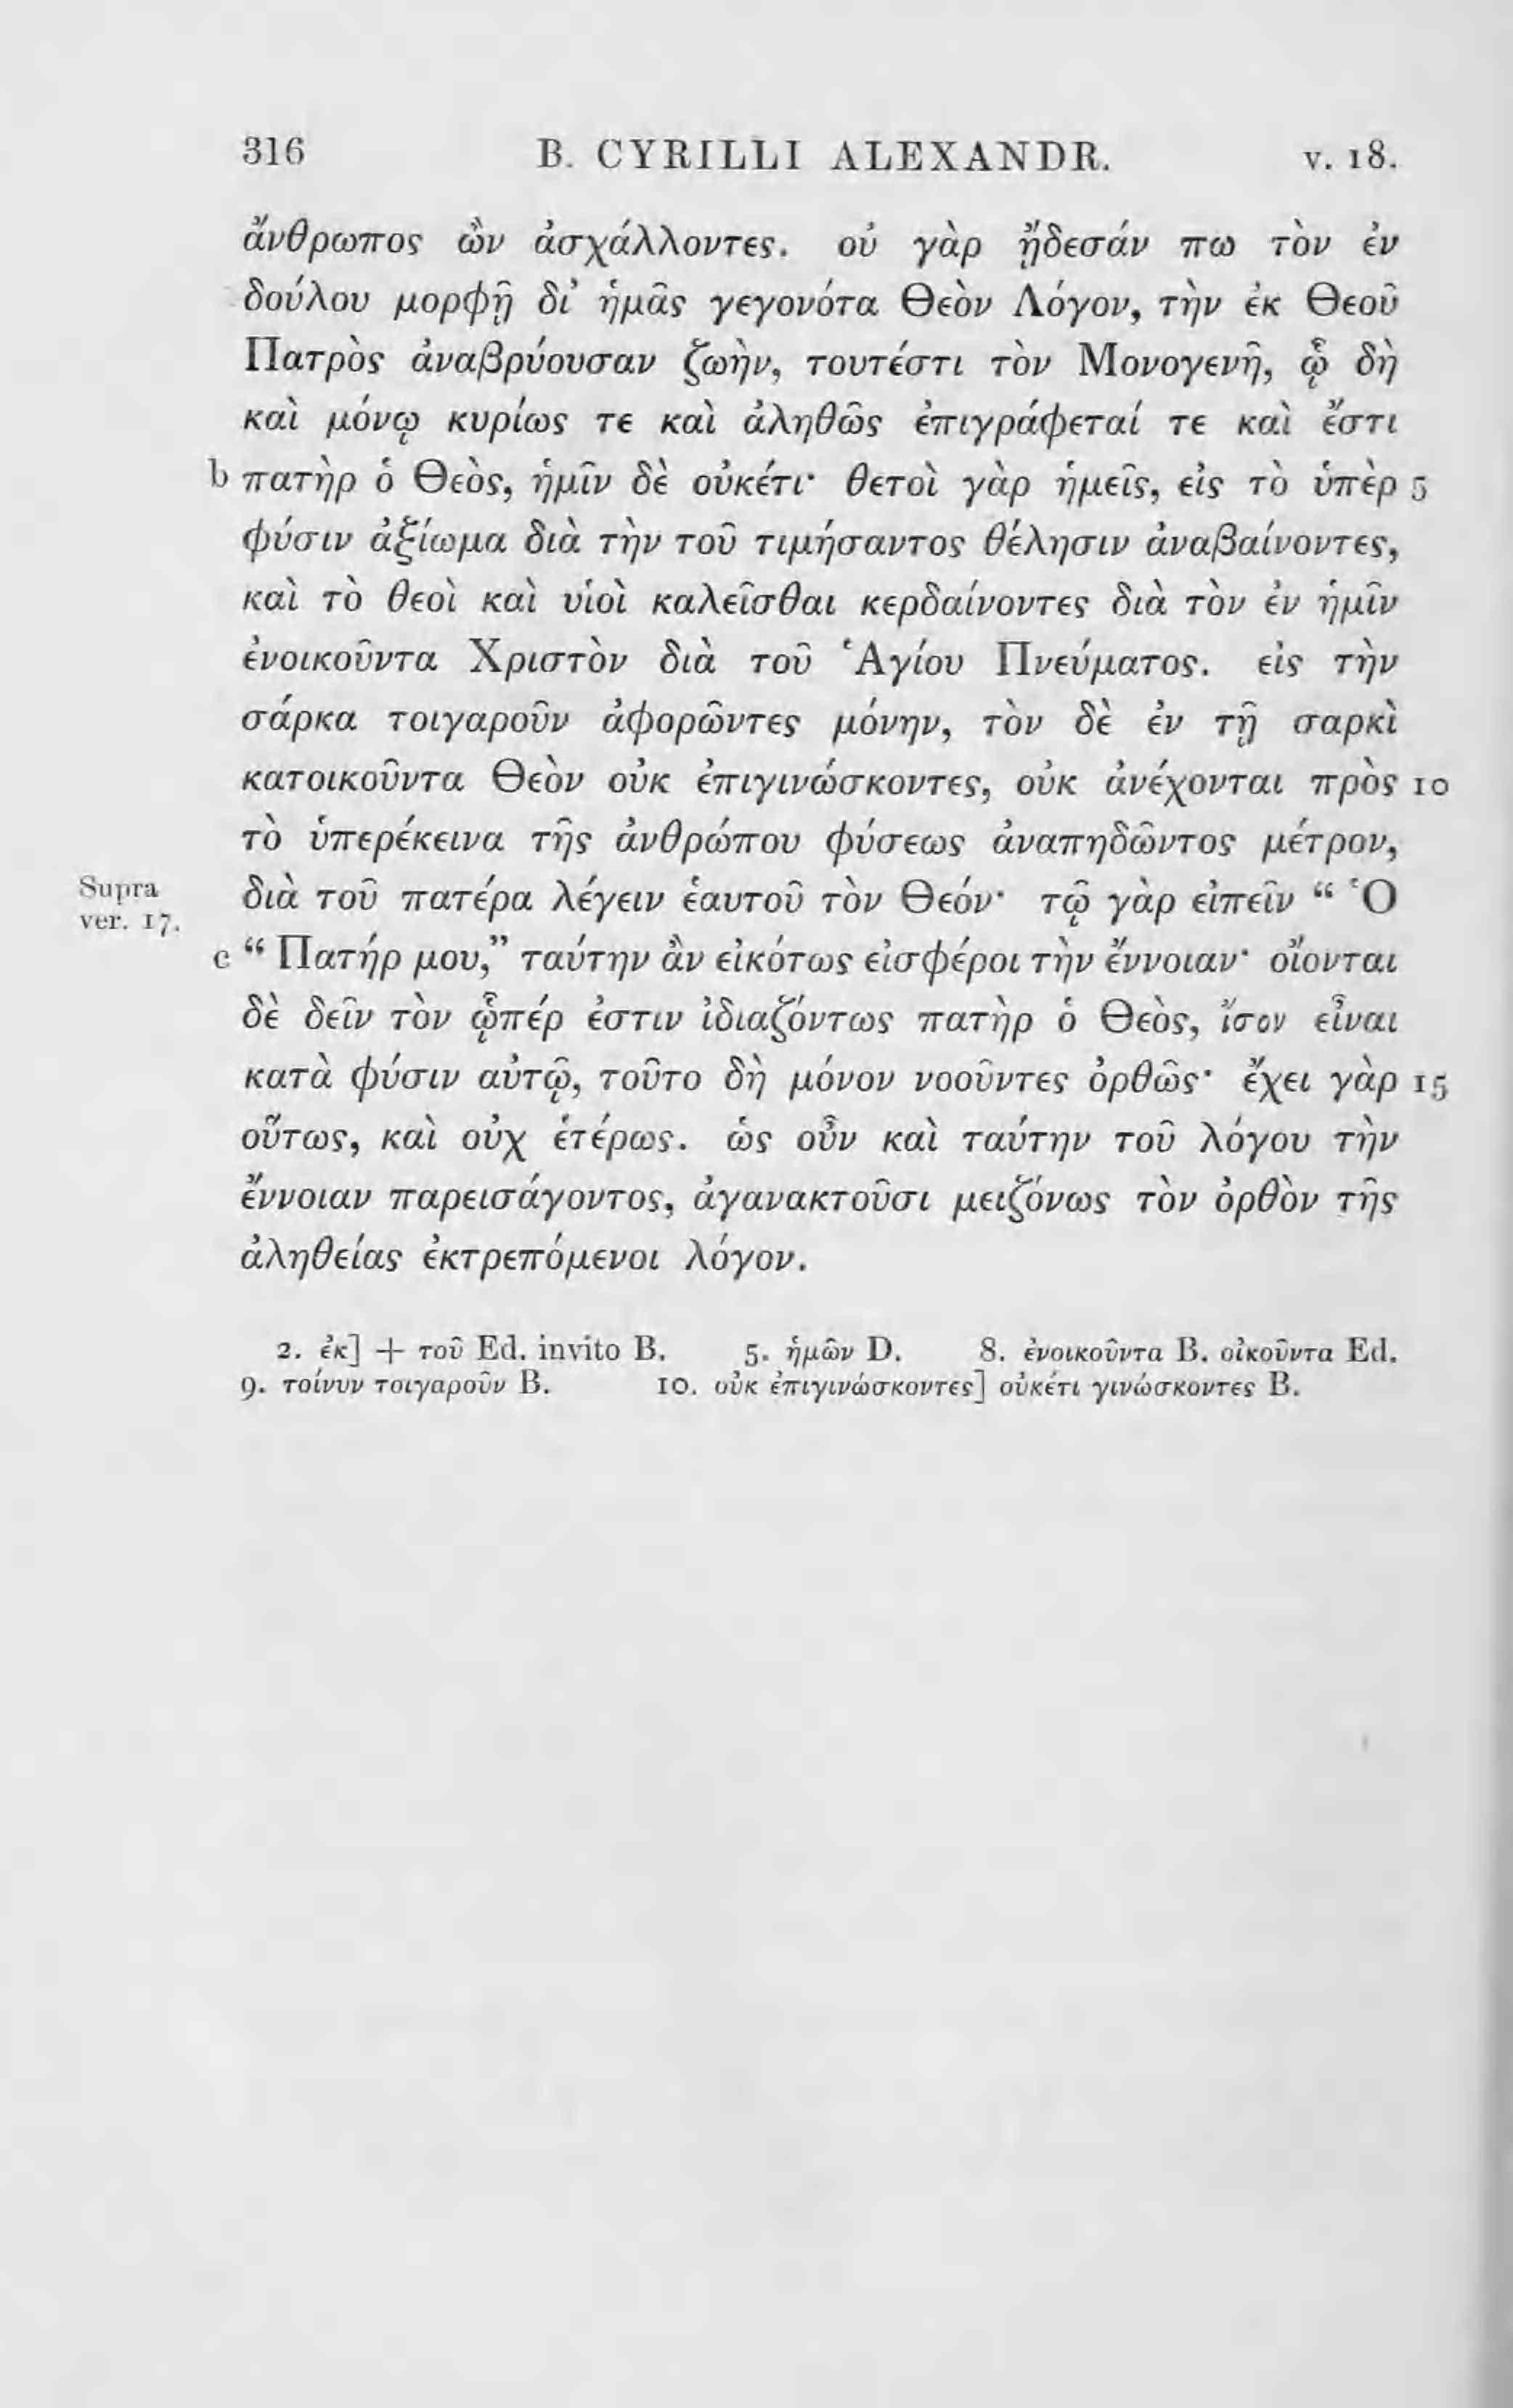 316 B. CYRILLI ALEXANDR. v. 18.
ἄνθρωπος ὢν ἀσχάλλοντες. οὐ γὰρ ᾔδεσάν πω τὸν ἐν
δούλου μορφῇ δι’ ἡμᾶς γεγονότα Θεὸν Λόγον, τὴν ἐκ Θεοῦ
Πατρὸς ἀναβρύουσαν ζωὴν, τουτέστι τὸν Μονογενῆ, ᾧ δὴ
καὶ μόνῳ κυρίως τε καὶ ἀληθῶς ἐπιγράφεταί τε καὶ ἔστι
b πατὴρ ὁ Θεὸς, ἡμῖν δὲ οὐκέτι· θετοὶ γὰρ ἡμεῖς, εἰς τὸ ὑπὲρ 5
φύσιν ἀξίωμα διὰ τὴν τοῦ τιμήσαντος θέλησιν ἀναβαίνοντες,
καὶ τὸ θεοὶ καὶ υἱοὶ καλεῖσθαι κερδαίνοντες διὰ τὸν ἐν ἡμῖν
ἐνοικοῦντα Χριστὸν διὰ τοῦ Ἁγίου Πνεύματος. εἰς τὴν
σάρκα τοιγαροῦν ἀφορῶντες μόνην, τὸν δὲ ἐν τῇ σαρκὶ
κατοικοῦντα Θεὸν οὐκ ἐπιγινώσκοντες, οὐκ ἀνέχονται πρὸς 10
τὸ ὑπερέκεινα τῆς ἀνθρώπου φύσεως ἀναπηδῶντος μέτρον,
Supra
ver. 17.
διὰ τοῦ πατέρα λέγειν ἑαυτοῦ τὸν Θεόν· τῷ γὰρ εἰπεῖν “ Ὁ
c “ Πατήρ μου,” ταύτην ἂν εἰκότως εἰσφέροι τὴν ἔννοιαν· οἴονται
δὲ δεῖν τὸν ᾧπέρ ἐστιν ἰδιαζόντως πατὴρ ὁ Θεὸς, ἴσον εἶναι
κατὰ φύσιν αὐτῷ, τοῦτο δὴ μόνον νοοῦντες ὀρθῶς· ἔχει γὰρ 15
οὕτως, καὶ οὐχ ἑτέρως. ὡς οὖν καὶ ταύτην τοῦ λόγου τὴν
ἔννοιαν παρεισάγοντος, ἀγανακτοῦσι μειζόνως τὸν ὀρθὸν τῆς
ἀληθείας ἐκτρεπόμενοι λόγον.
2. ἐκ] + τοῦ Ed. invito B. 5. ἡμῶν D. 8. ἐνοικοῦντα B. οἰκοῦντα Ed.
9. τοίνυν τοιγαροῦν B. 10. οὐκ ἐπιγινώσκοντες] οὐκέτι γινώσκοντες B.